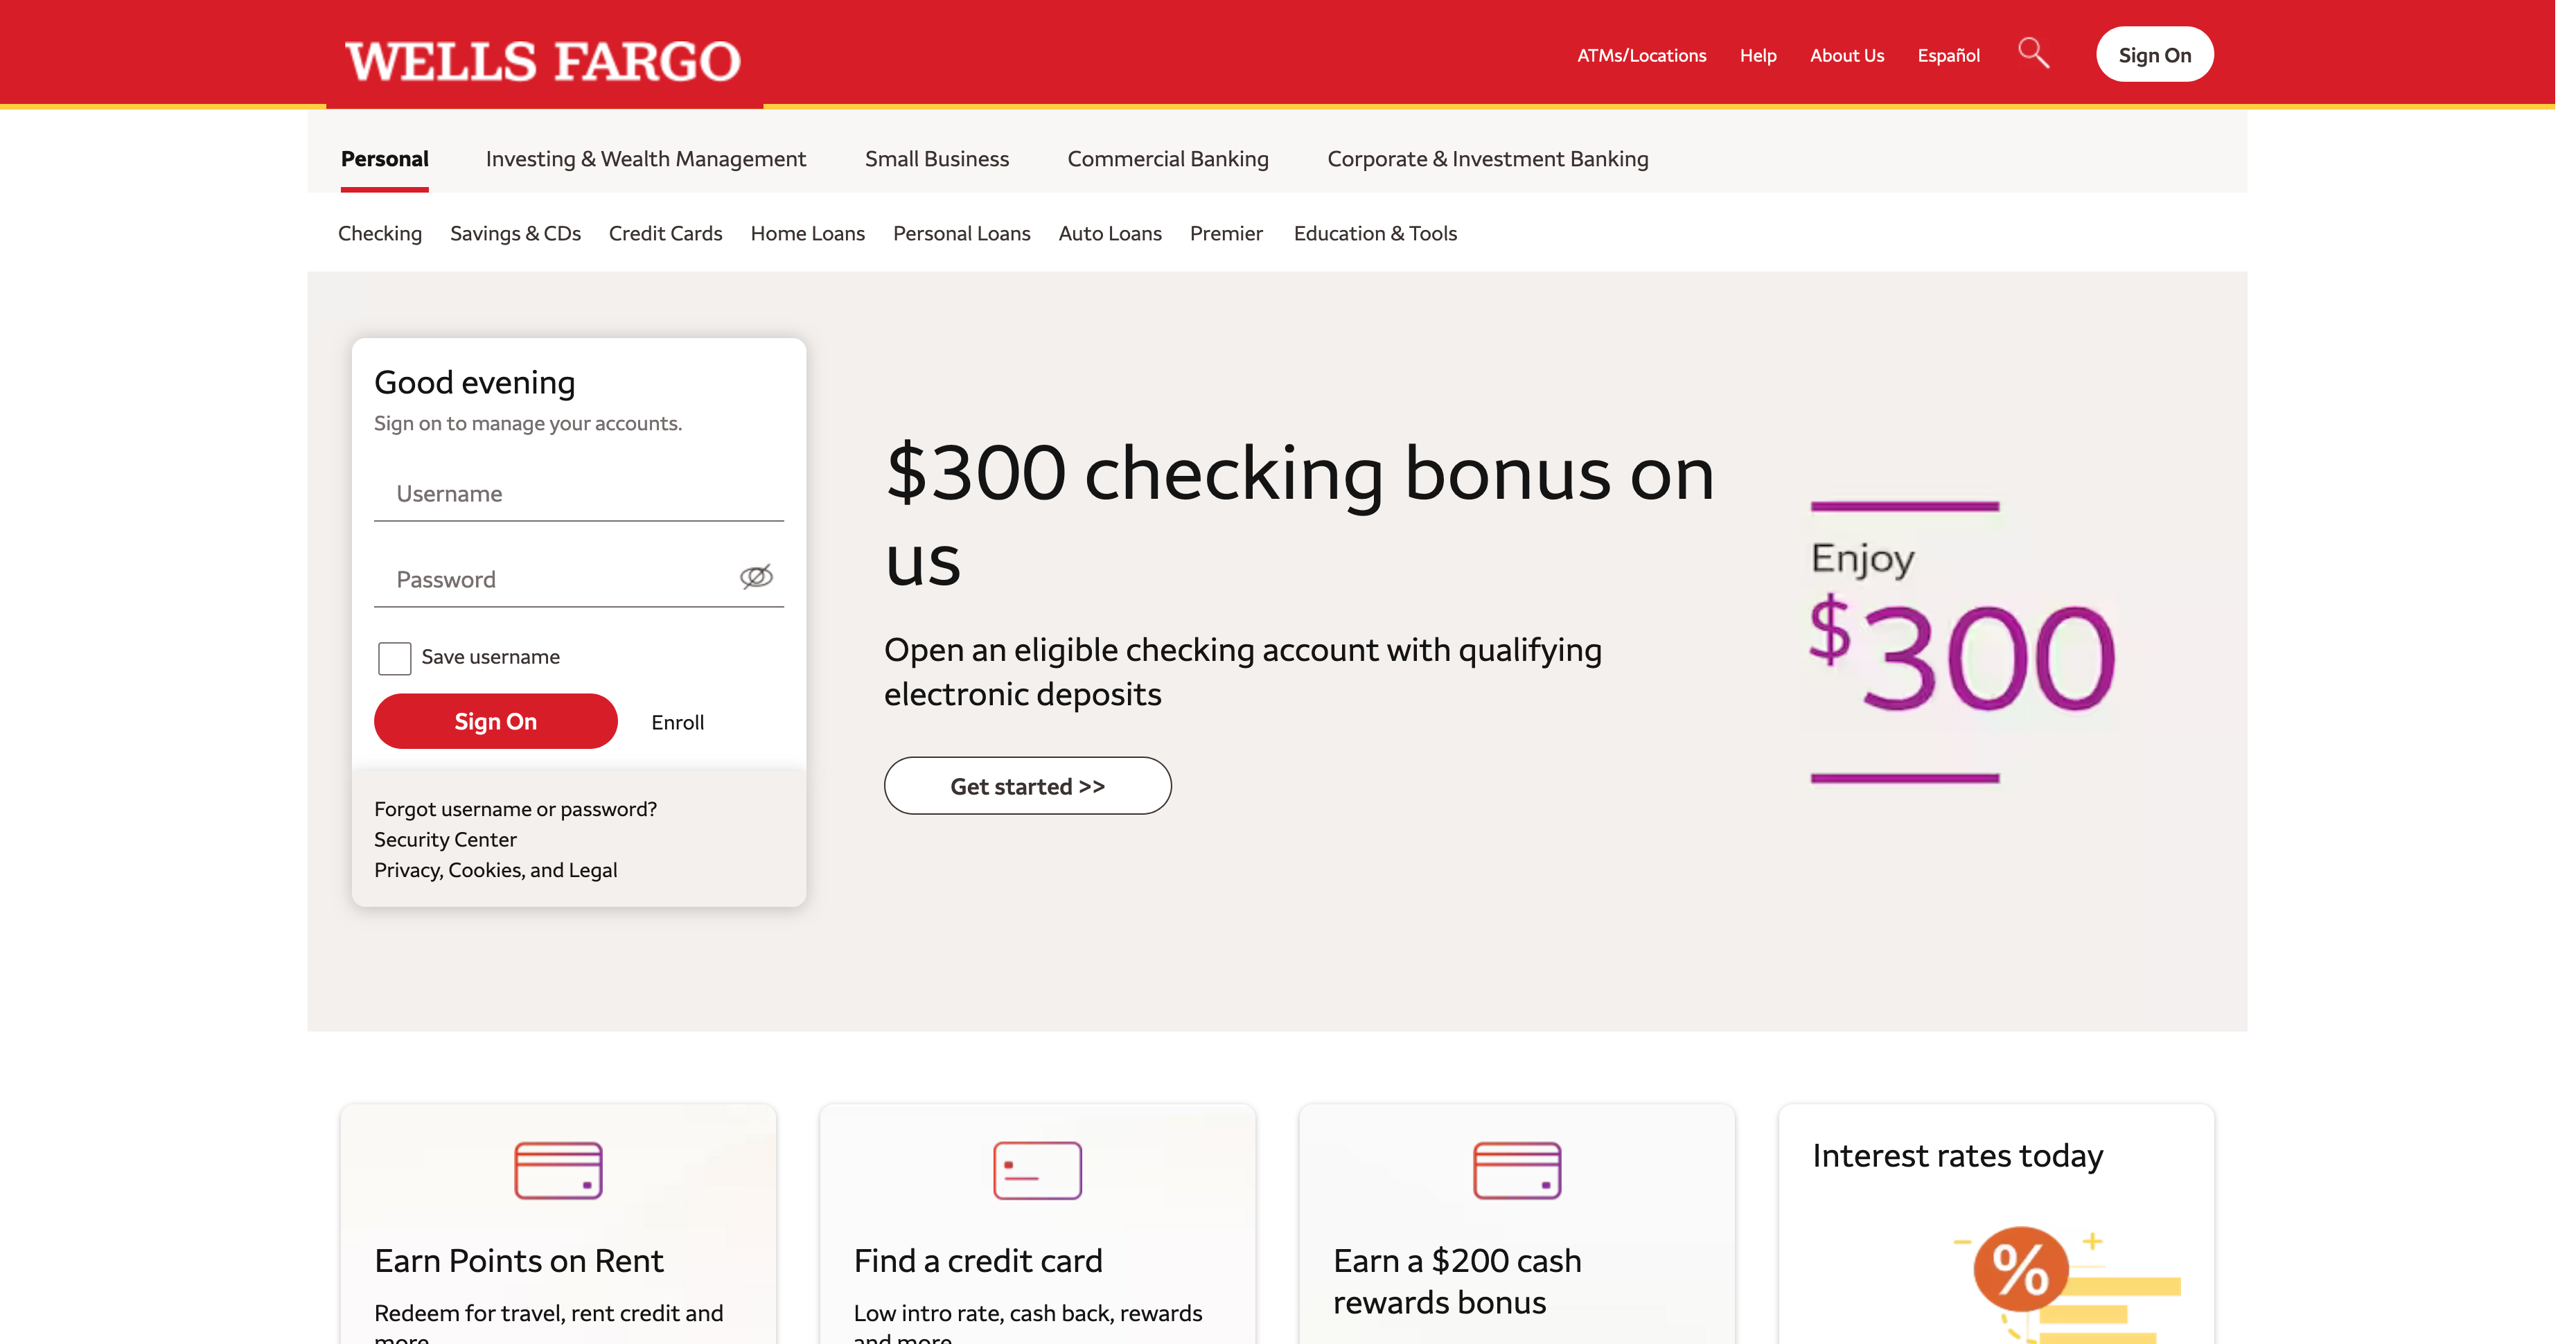 WELLS FARGO
ATMs/Locations Help About Us Español Sign On
Personal Investing & Wealth Management Small Business Commercial Banking Corporate & Investment Banking
Checking Savings & CDs Credit Cards Home Loans Personal Loans Auto Loans Premier Education & Tools
Good evening
Sign on to manage your accounts.
Username
Password
Save username
Sign On Enroll
Forgot username or password?
Security Center
Privacy, Cookies, and Legal
$300 checking bonus on
us
Open an eligible checking account with qualifying
electronic deposits
Get started >>
Enjoy
$300
Earn Points on Rent
Redeem for travel, rent credit and
more
Find a credit card
Low intro rate, cash back, rewards
and more
Earn a $200 cash
rewards bonus
Interest rates today
%